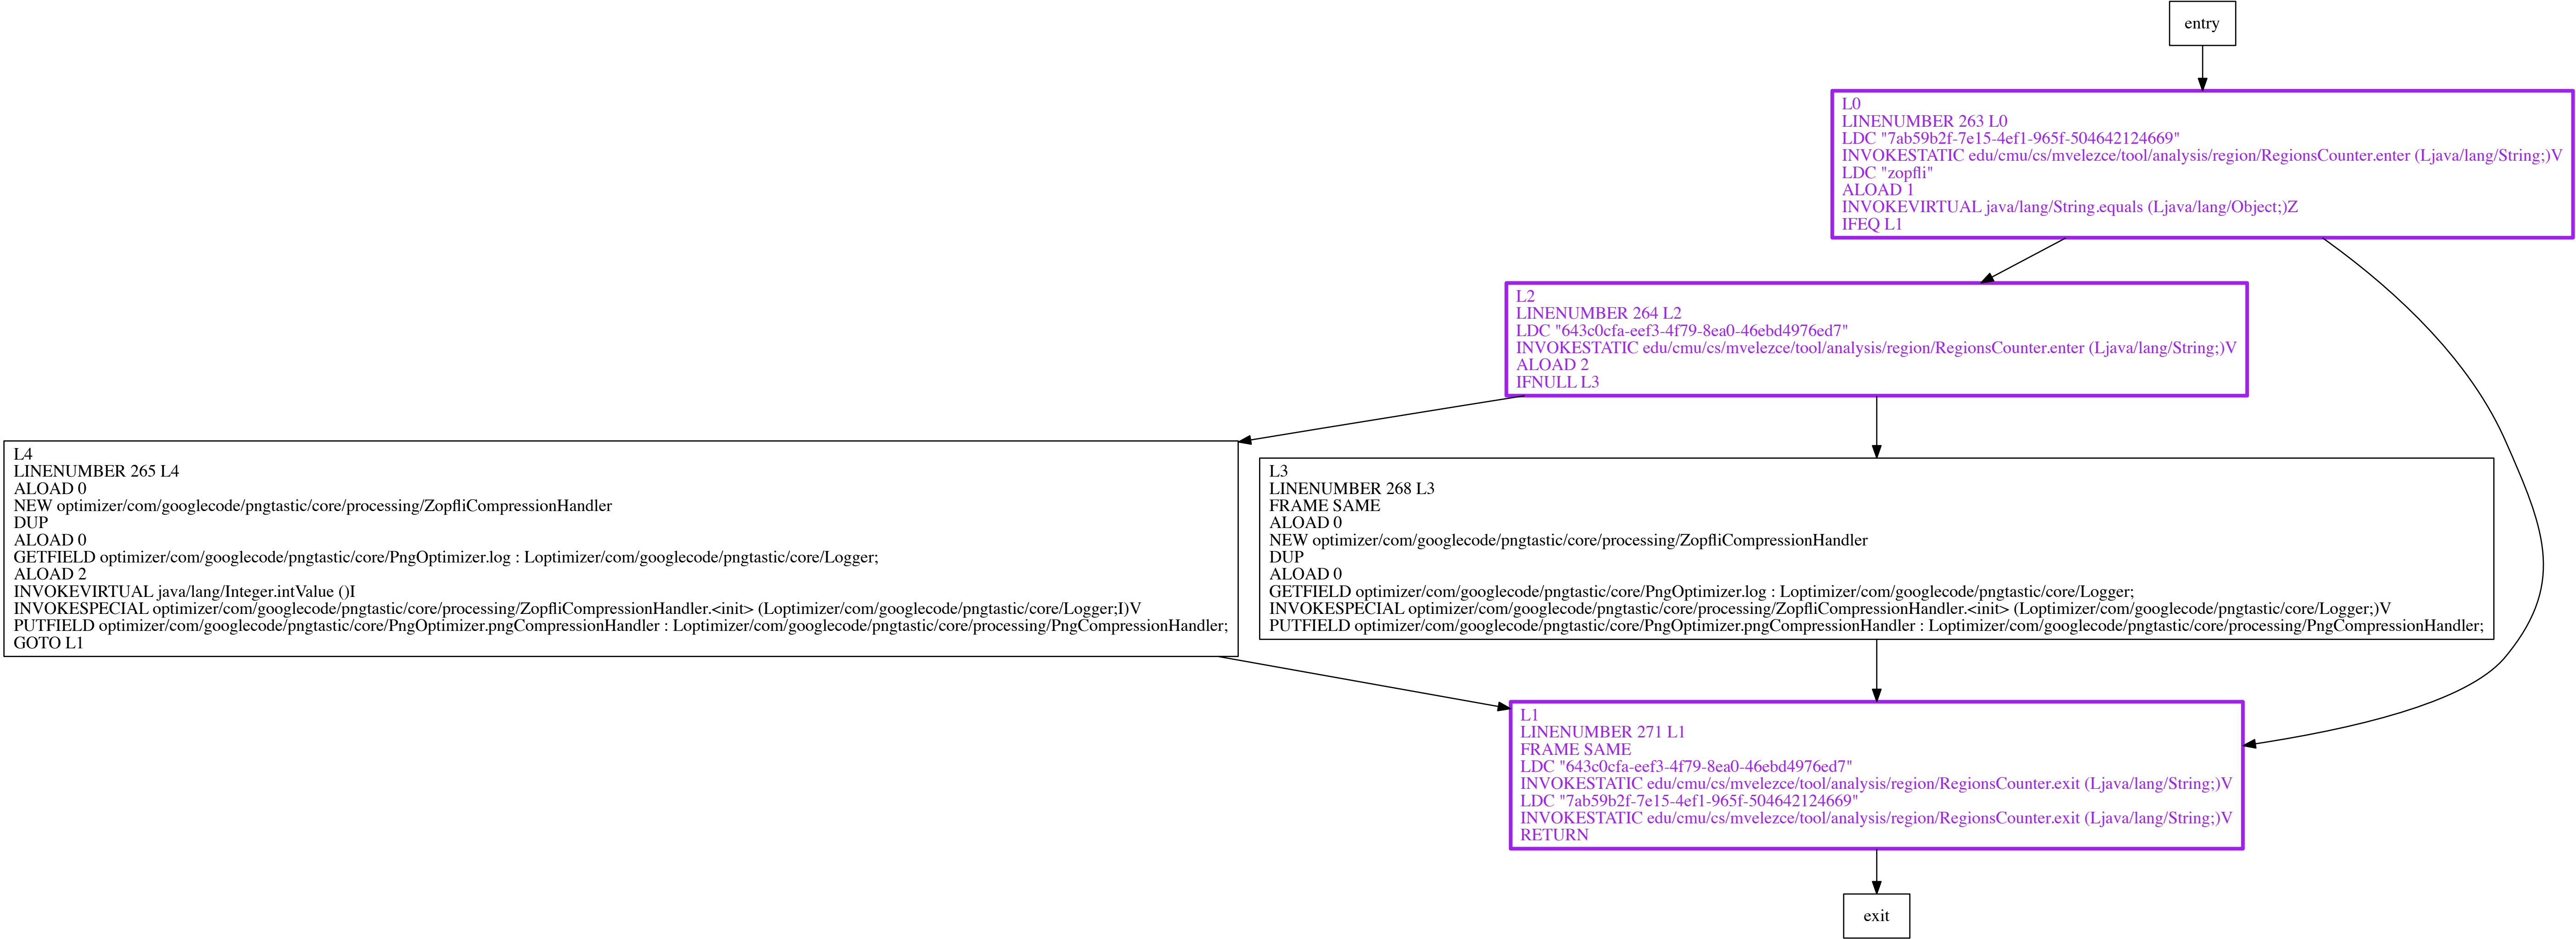 entry
L0
LINENUMBER 263 L0
LDC "7ab59b2f-7e15-4ef1-965f-504642124669"
INVOKESTATIC edu/cmu/cs/mvelezce/tool/analysis/region/RegionsCounter.enter (Ljava/lang/String;)V
LDC "zopfli"
ALOAD 1
INVOKEVIRTUAL java/lang/String.equals (Ljava/lang/Object;)Z
IFEQ L1
L2
LINENUMBER 264 L2
LDC "643c0cfa-eef3-4f79-8ea0-46ebd4976ed7"
INVOKESTATIC edu/cmu/cs/mvelezce/tool/analysis/region/RegionsCounter.enter (Ljava/lang/String;)V
ALOAD 2
IFNULL L3
L4
LINENUMBER 265 L4
ALOAD 0
NEW optimizer/com/googlecode/pngtastic/core/processing/ZopfliCompressionHandler
DUP
ALOAD 0
GETFIELD optimizer/com/googlecode/pngtastic/core/PngOptimizer.log : Loptimizer/com/googlecode/pngtastic/core/Logger;
ALOAD 2
INVOKEVIRTUAL java/lang/Integer.intValue ()I
INVOKESPECIAL optimizer/com/googlecode/pngtastic/core/processing/ZopfliCompressionHandler.<init> (Loptimizer/com/googlecode/pngtastic/core/Logger;I)V
PUTFIELD optimizer/com/googlecode/pngtastic/core/PngOptimizer.pngCompressionHandler : Loptimizer/com/googlecode/pngtastic/core/processing/PngCompressionHandler;
GOTO L1
L3
LINENUMBER 268 L3
FRAME SAME
ALOAD 0
NEW optimizer/com/googlecode/pngtastic/core/processing/ZopfliCompressionHandler
DUP
ALOAD 0
GETFIELD optimizer/com/googlecode/pngtastic/core/PngOptimizer.log : Loptimizer/com/googlecode/pngtastic/core/Logger;
INVOKESPECIAL optimizer/com/googlecode/pngtastic/core/processing/ZopfliCompressionHandler.<init> (Loptimizer/com/googlecode/pngtastic/core/Logger;)V
PUTFIELD optimizer/com/googlecode/pngtastic/core/PngOptimizer.pngCompressionHandler : Loptimizer/com/googlecode/pngtastic/core/processing/PngCompressionHandler;
L1
LINENUMBER 271 L1
FRAME SAME
LDC "643c0cfa-eef3-4f79-8ea0-46ebd4976ed7"
INVOKESTATIC edu/cmu/cs/mvelezce/tool/analysis/region/RegionsCounter.exit (Ljava/lang/String;)V
LDC "7ab59b2f-7e15-4ef1-965f-504642124669"
INVOKESTATIC edu/cmu/cs/mvelezce/tool/analysis/region/RegionsCounter.exit (Ljava/lang/String;)V
RETURN
exit